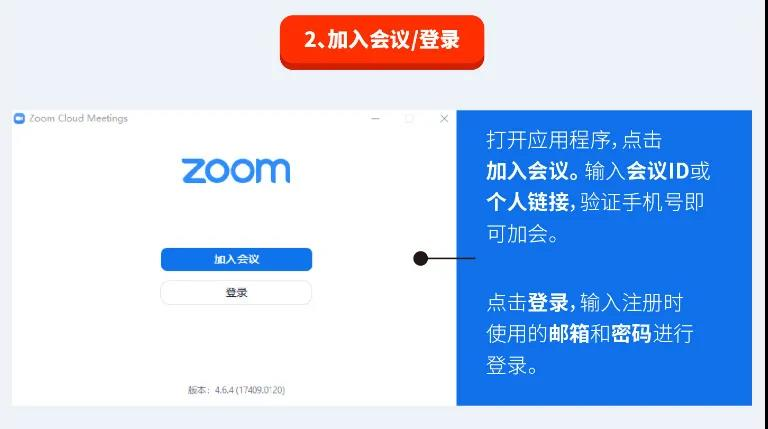 2、加入会议/登录
Zoom Cloud Meetings
zoom
加入会议
登录
版本：4.6.4 (17409.0120)
打开应用程序，点击
加入会议。输入会议ID或
个人链接，验证手机号即
可加会。
点击登录，输入注册时
使用的邮箱和密码进行
登录。